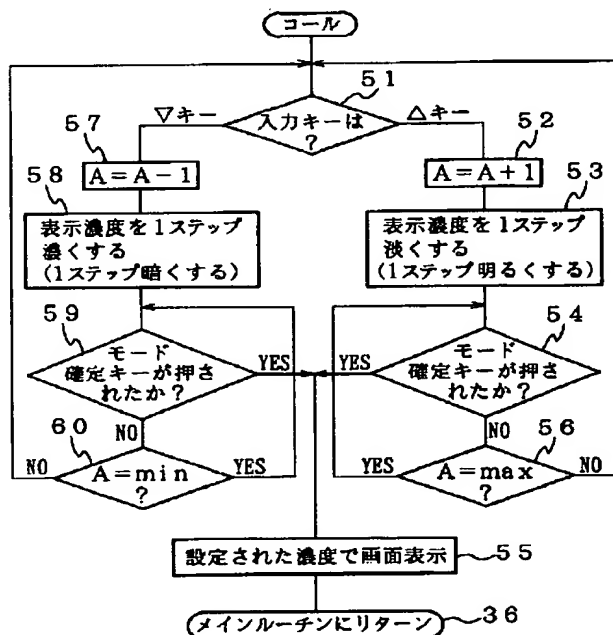 コール
51
▽キー
入力キーは
?
△キー
57
A=A-1
52
A=A+1
58
表示濃度を1ステップ
濃くする
(1ステップ暗くする)
53
表示濃度を1ステップ
淡くする
(1ステップ明るくする)
59
モード
確定キーが押さ
れたか?
YES
NO
54
モード
確定キーが押さ
れたか?
YES
NO
60
A=min
?
NO
YES
56
A=max
?
YES
NO
設定された濃度で画面表示
55
メインルーチンにリターン
36